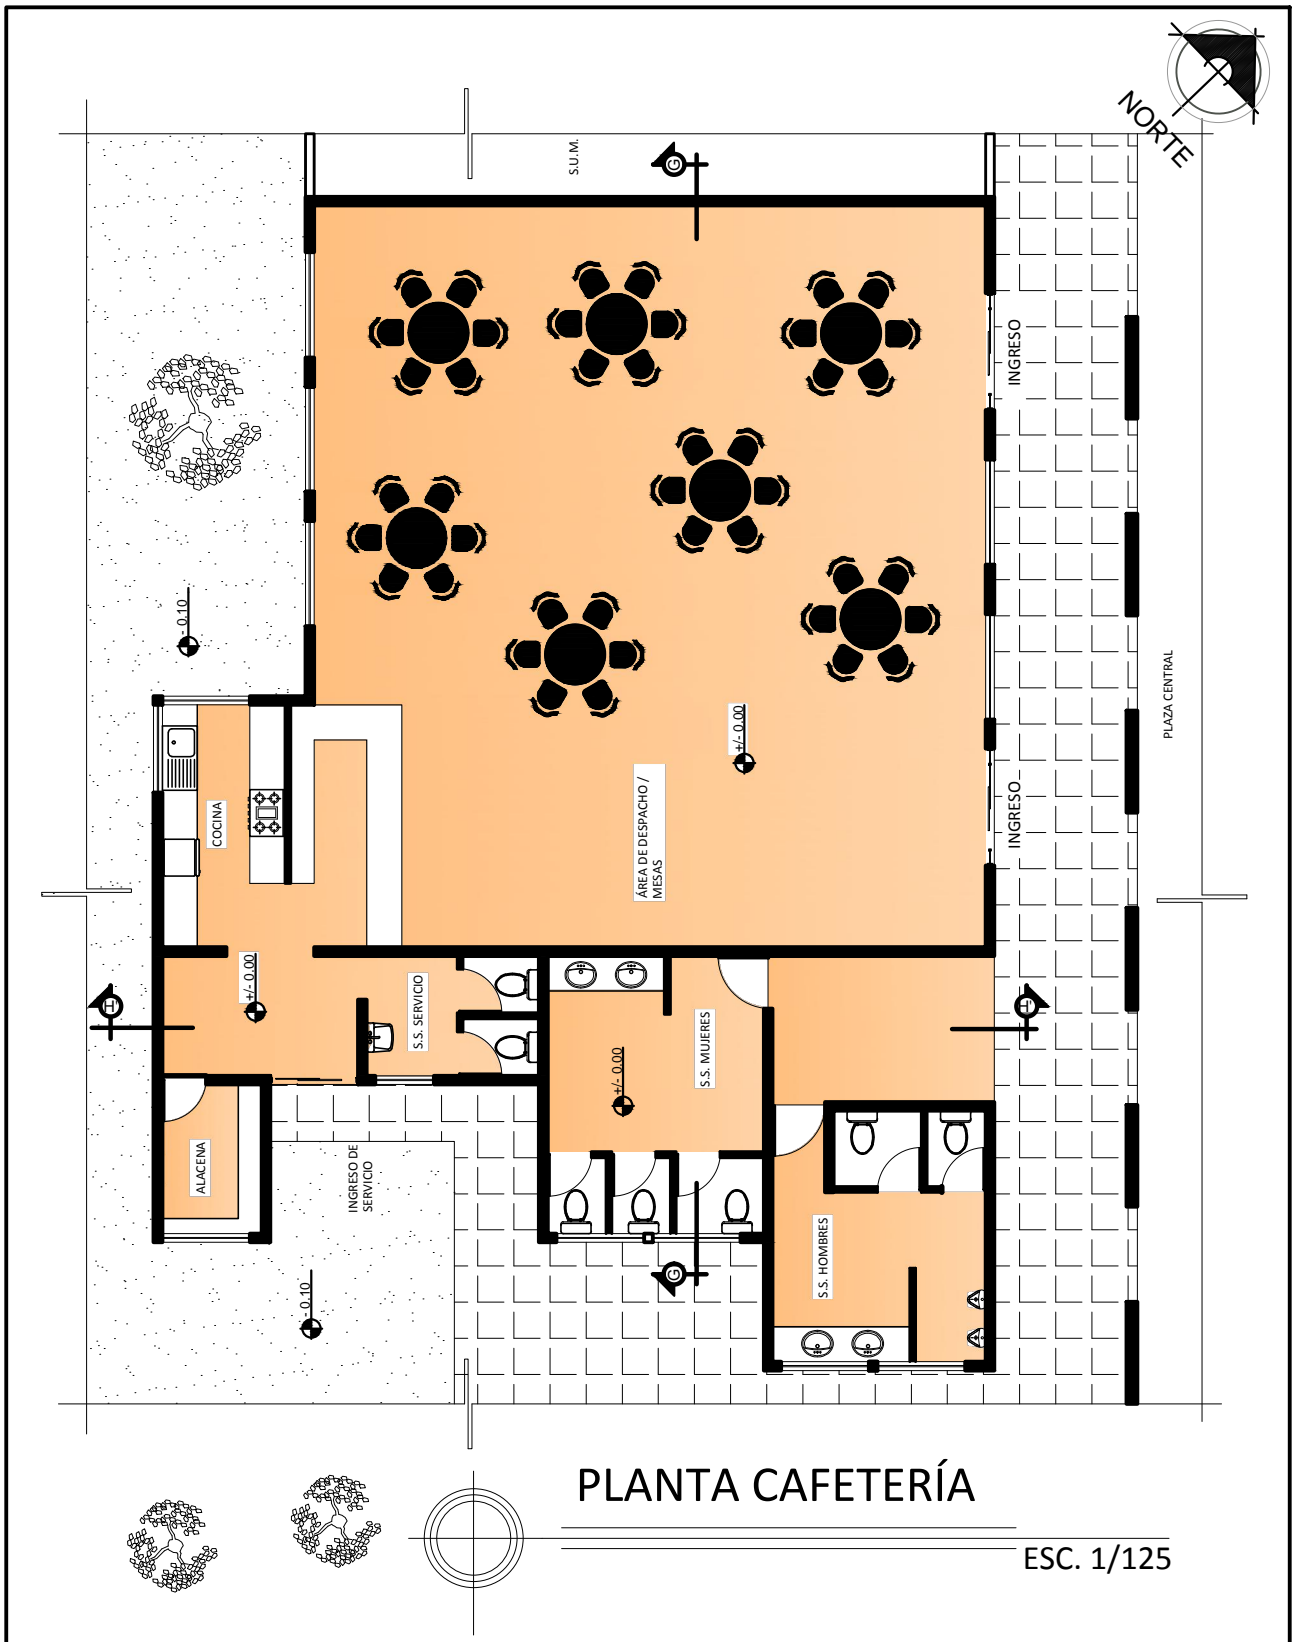 NORTE
S.U.M.
G
INGRESO
- 0.10
PLAZA CENTRAL
+/- 0.00
COCINA
ÁREA DE DESPACHO /
MESAS
INGRESO
+/- 0.00
S.S. SERVICIO
H
H
S.S. MUJERES
+/- 0.00
ALACENA
INGRESO DE
SERVICIO
S.S. HOMBRES
G
- 0.10
PLANTA CAFETERÍA
ESC. 1/125